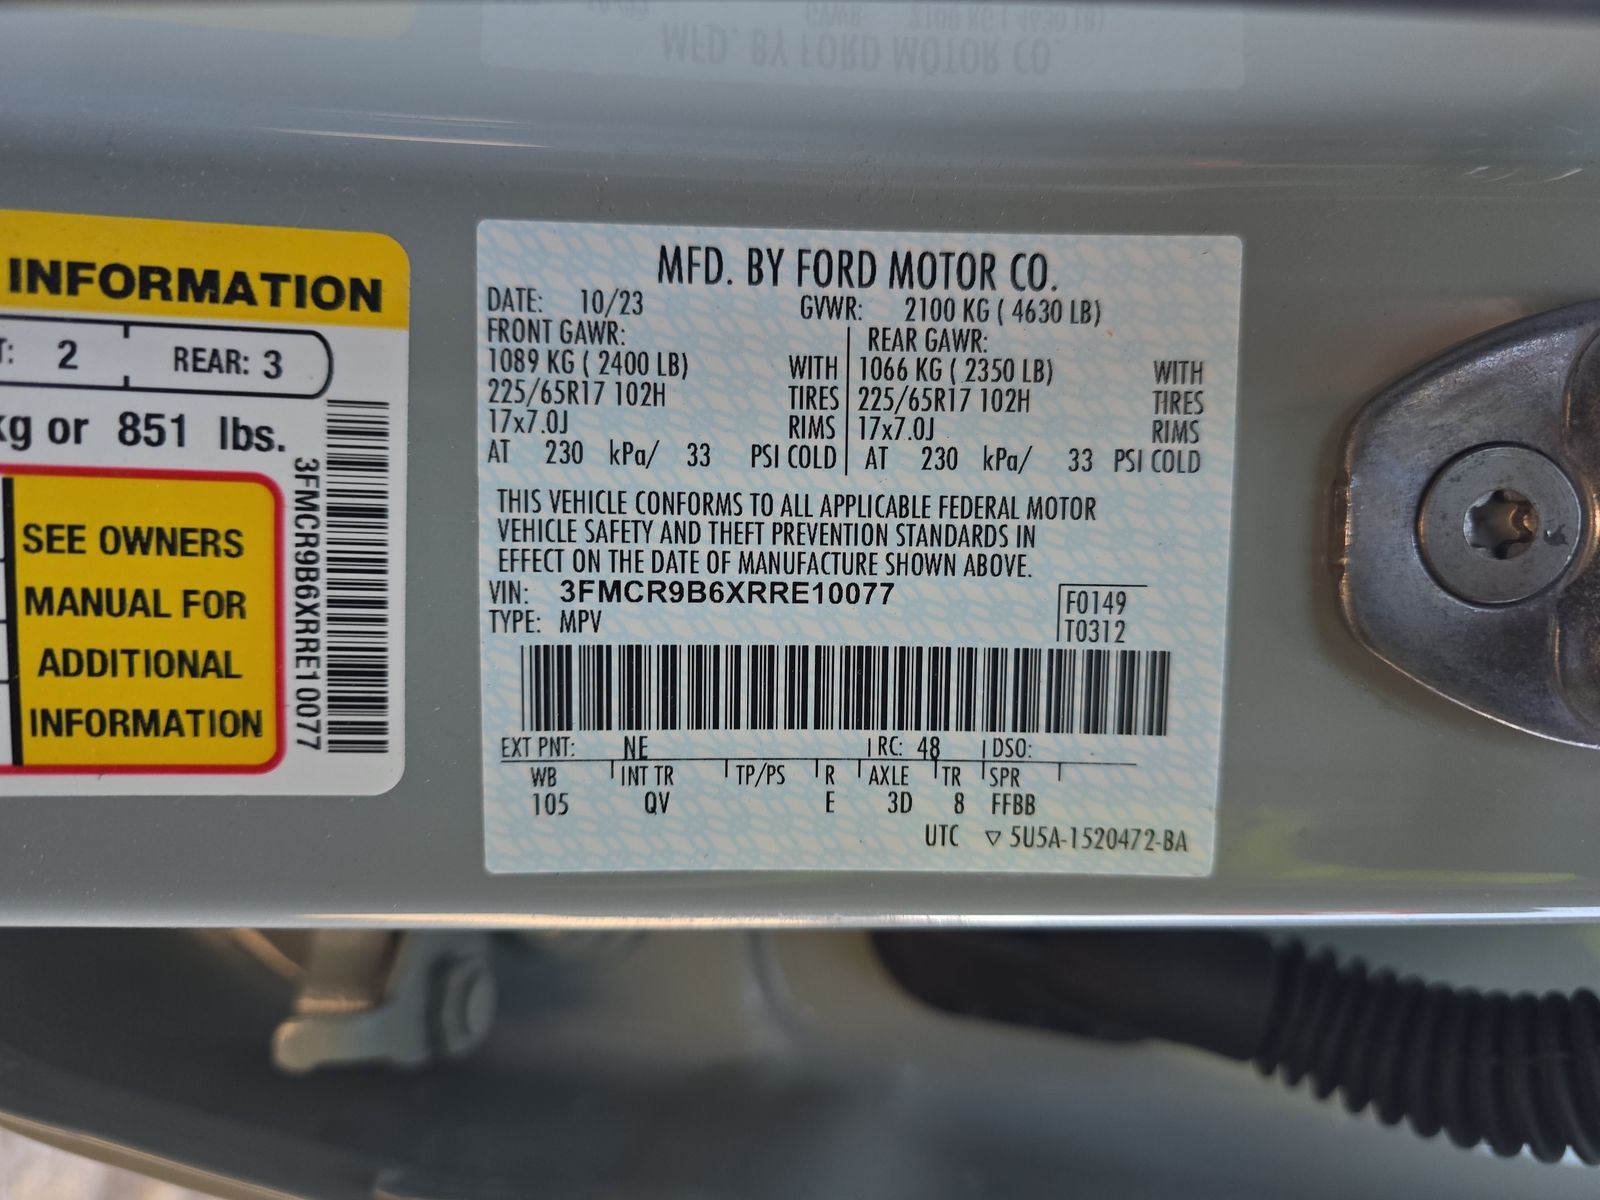 INFORMATION
2 REAR: 3
kg or 851 lbs.
3FMCR9B6XRRE10077
SEE OWNERS
MANUAL FOR
ADDITIONAL
INFORMATION
MFD. BY FORD MOTOR CO.
DATE: 10/23 GVWR: 2100 KG ( 4630 LB)
FRONT GAWR: REAR GAWR:
1089 KG ( 2400 LB) WITH 1066 KG ( 2350 LB) WITH
225/65R17 102H TIRES 225/65R17 102H TIRES
17x7.0J RIMS 17x7.0J RIMS
AT 230 kPa/ 33 PSI COLD AT 230 kPa/ 33 PSI COLD
THIS VEHICLE CONFORMS TO ALL APPLICABLE FEDERAL MOTOR
VEHICLE SAFETY AND THEFT PREVENTION STANDARDS IN
EFFECT ON THE DATE OF MANUFACTURE SHOWN ABOVE.
VIN: 3FMCR9B6XRRE10077 F0149
TYPE: MPV T0312
EXT PNT: NE RC: 48 DSO:
WB INT TR TP/PS R AXLE TR SPR
105 QV E 3D 8 FFBB
UTC ▽ 5U5A-1520472-BA